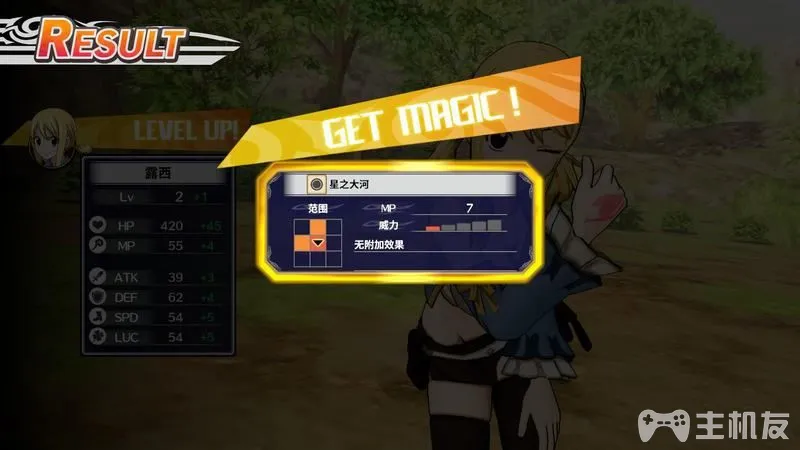 RESULT
GET MAGIC!
LEVEL UP!
星之大河
露西
Lv 2 +1
范围
MP 7
威力
无附加效果
HP 420 +45
MP 55 +4
ATK 39 +3
DEF 62 +4
SPD 54 +5
LUC 54 +5
主机友